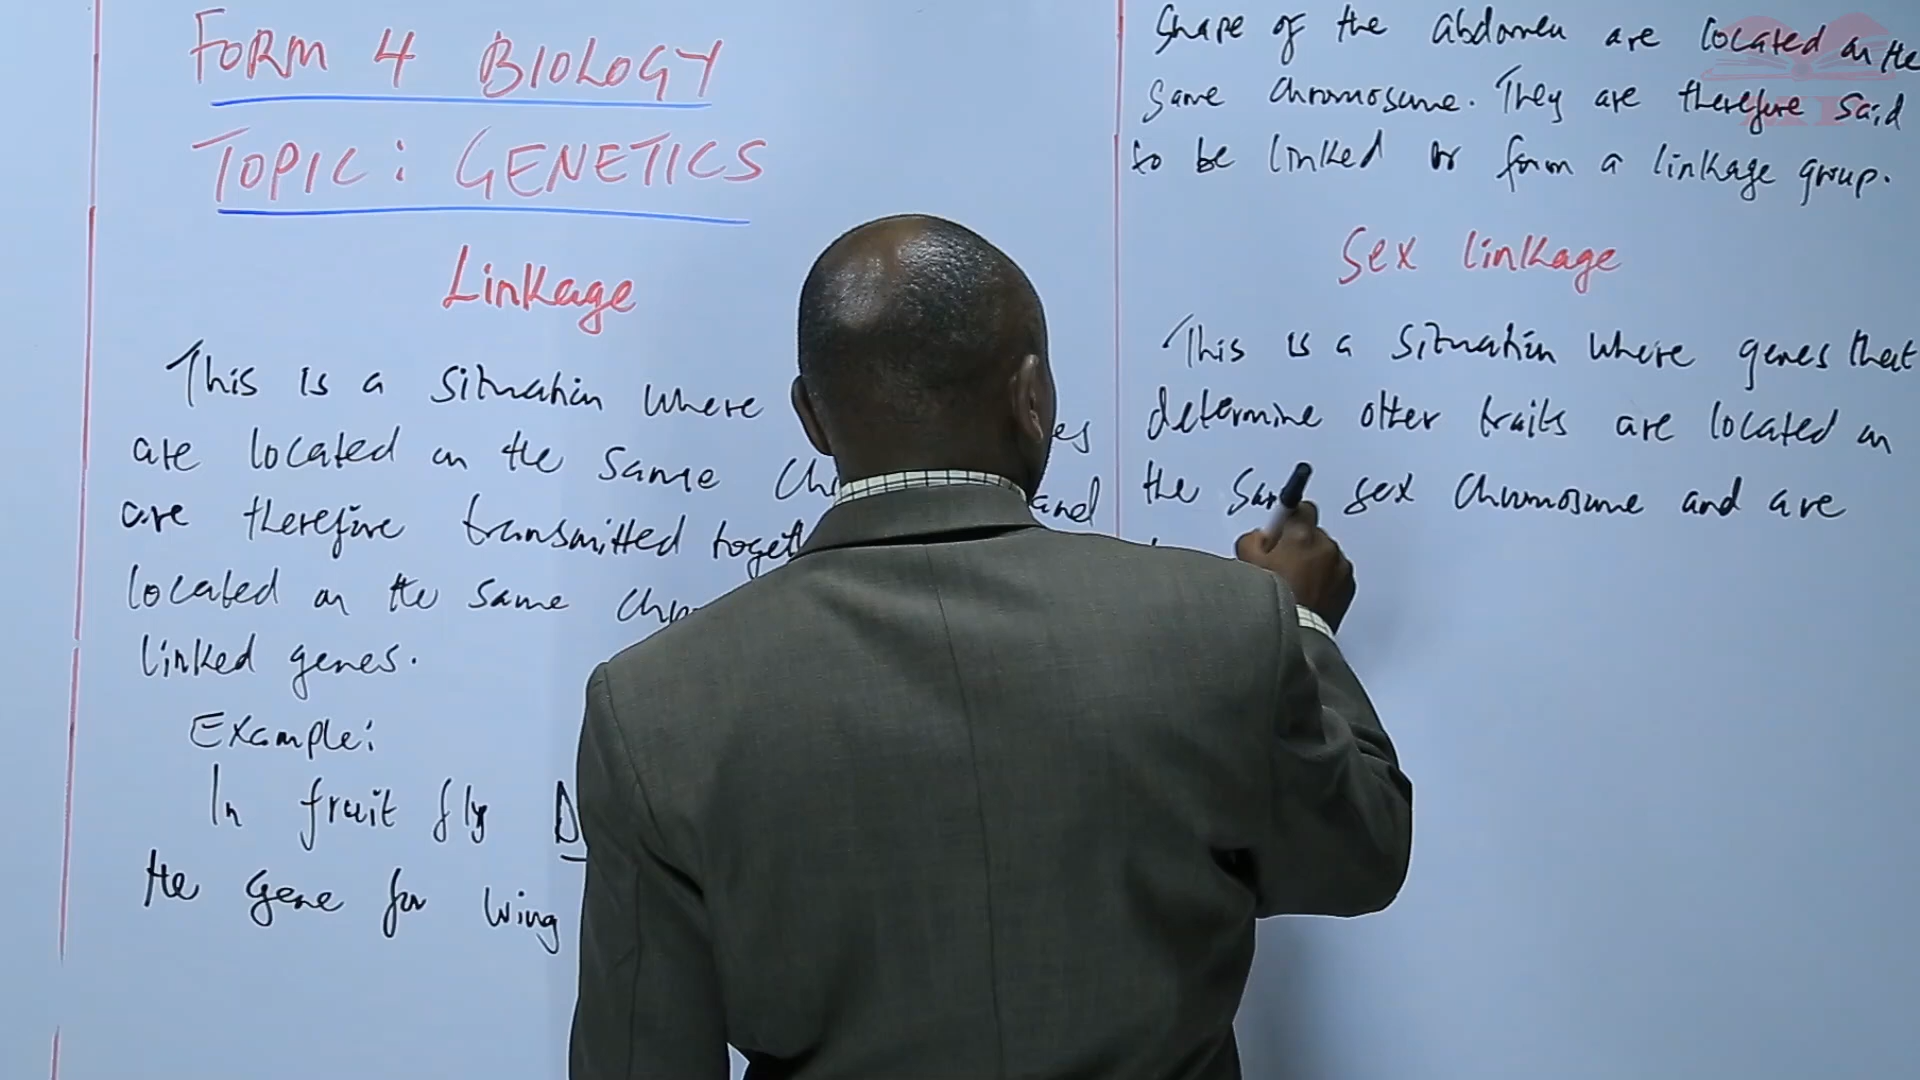 FORM 4 BIOLOGY
TOPIC: GENETICS
Linkage
This is a situation where
are located on the same
are therefore transmitted and
located on the same
linked genes.
Example:
In fruit fly
the gene for wing
Shape of the abdomen are located on the
same chromosome. They are therefore said
to be linked or form a linkage group.
Sex linkage
This is a situation where genes that
determine other traits are located on
the same sex chromosome and are